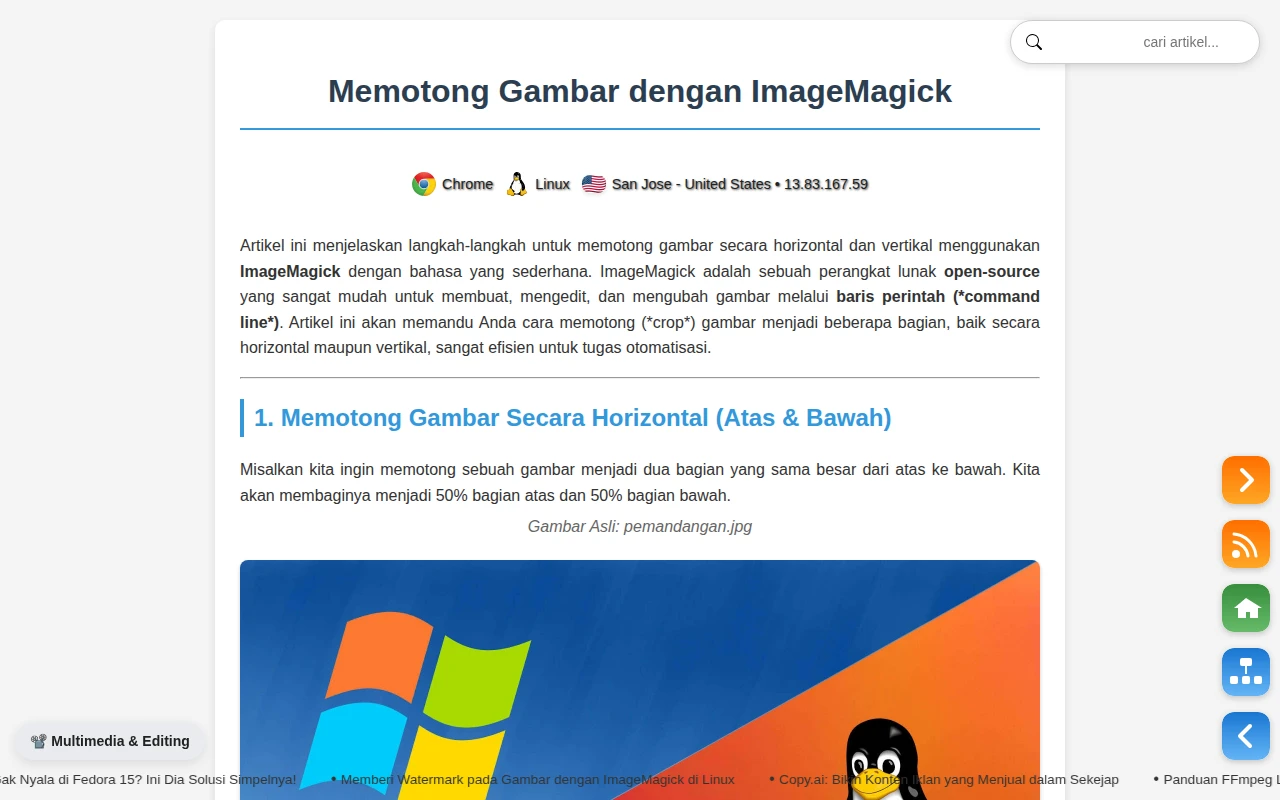 cari artikel...
Memotong Gambar dengan ImageMagick
Chrome Linux San Jose - United States • 13.83.167.59
Artikel ini menjelaskan langkah-langkah untuk memotong gambar secara horizontal dan vertikal menggunakan
ImageMagick dengan bahasa yang sederhana. ImageMagick adalah sebuah perangkat lunak open-source
yang sangat mudah untuk membuat, mengedit, dan mengubah gambar melalui baris perintah (*command
line*). Artikel ini akan memandu Anda cara memotong (*crop*) gambar menjadi beberapa bagian, baik secara
horizontal maupun vertikal, sangat efisien untuk tugas otomatisasi.
1. Memotong Gambar Secara Horizontal (Atas & Bawah)
Misalkan kita ingin memotong sebuah gambar menjadi dua bagian yang sama besar dari atas ke bawah. Kita
akan membaginya menjadi 50% bagian atas dan 50% bagian bawah.
Gambar Asli: pemandangan.jpg
Multimedia & Editing
Nyala di Fedora 15? Ini Dia Solusi Simpelnya! • Memberi Watermark pada Gambar dengan ImageMagick di Linux • Copy.ai: Bikin Konten Iklan yang Menjual dalam Sekejap • Panduan FFmpeg